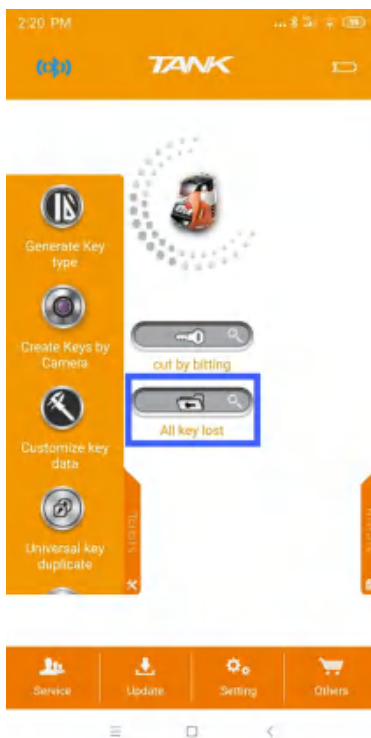 2:20 PM
TANK
Generate Key
type
Create Keys by
Camera
cut by bitting
All key lost
Customize key
data
Universal key
duplicate
Service
Update
Setting
Others